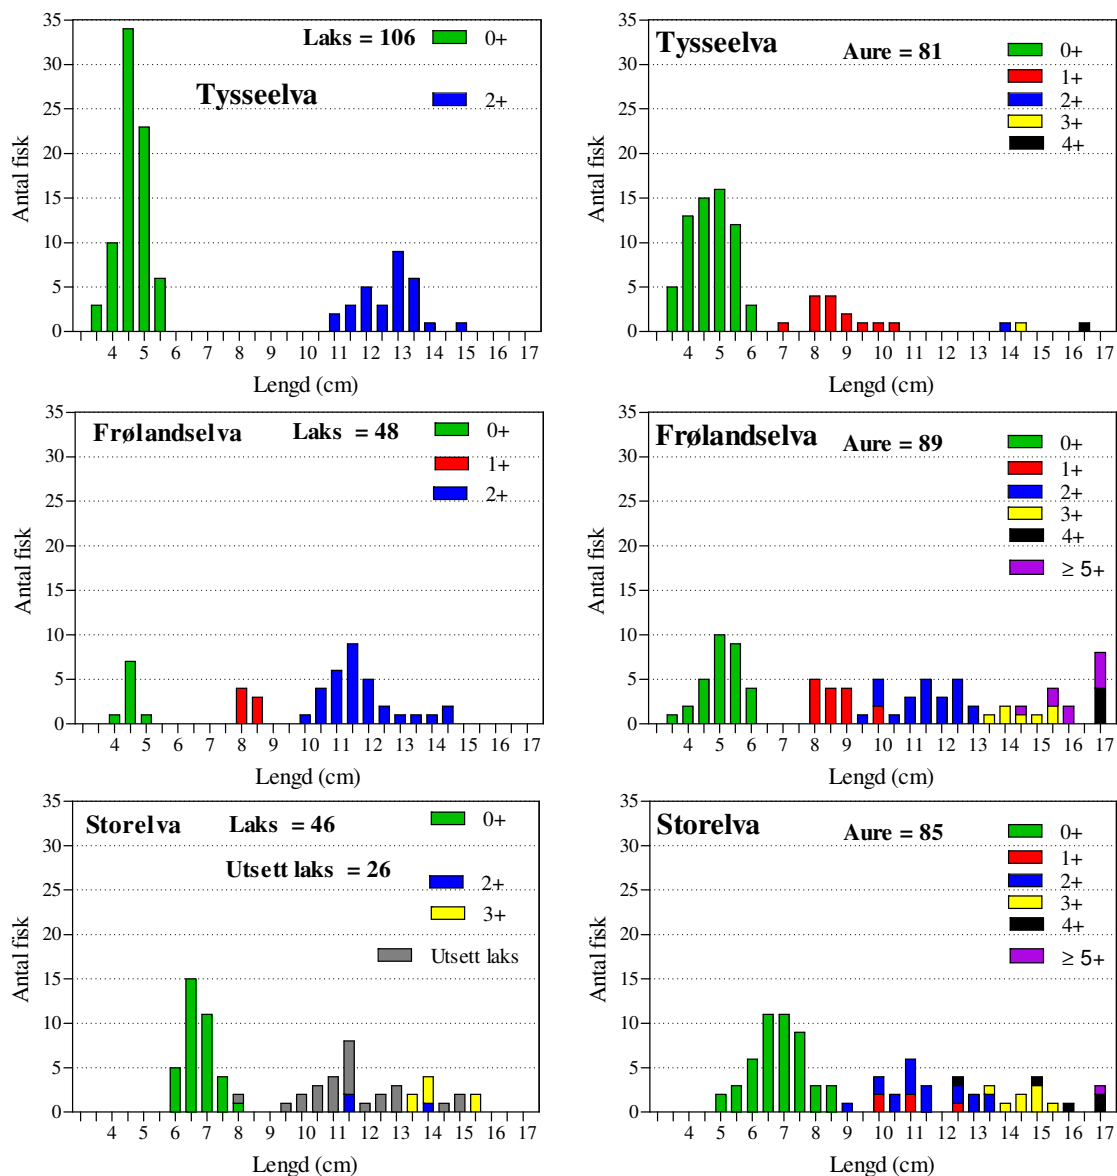 Laks = 106
0+
Tysseelva
2+
Antal fisk
35
30
25
20
15
10
5
0
4 5 6 7 8 9 10 11 12 13 14 15 16 17
Lengd (cm)
Tysseelva
Aure = 81
0+
1+
2+
3+
4+
Antal fisk
35
30
25
20
15
10
5
0
4 5 6 7 8 9 10 11 12 13 14 15 16 17
Lengd (cm)
Frølandselva
Laks = 48
0+
1+
2+
Antal fisk
35
30
25
20
15
10
5
0
4 5 6 7 8 9 10 11 12 13 14 15 16 17
Lengd (cm)
Frølandselva
Aure = 89
0+
1+
2+
3+
4+
≥ 5+
Antal fisk
35
30
25
20
15
10
5
0
4 5 6 7 8 9 10 11 12 13 14 15 16 17
Lengd (cm)
Storelva
Laks = 46
0+
Utsett laks = 26
2+
3+
Utsett laks
Antal fisk
35
30
25
20
15
10
5
0
4 5 6 7 8 9 10 11 12 13 14 15 16 17
Lengd (cm)
Storelva
Aure = 85
0+
1+
2+
3+
4+
≥ 5+
Antal fisk
35
30
25
20
15
10
5
0
4 5 6 7 8 9 10 11 12 13 14 15 16 17
Lengd (cm)